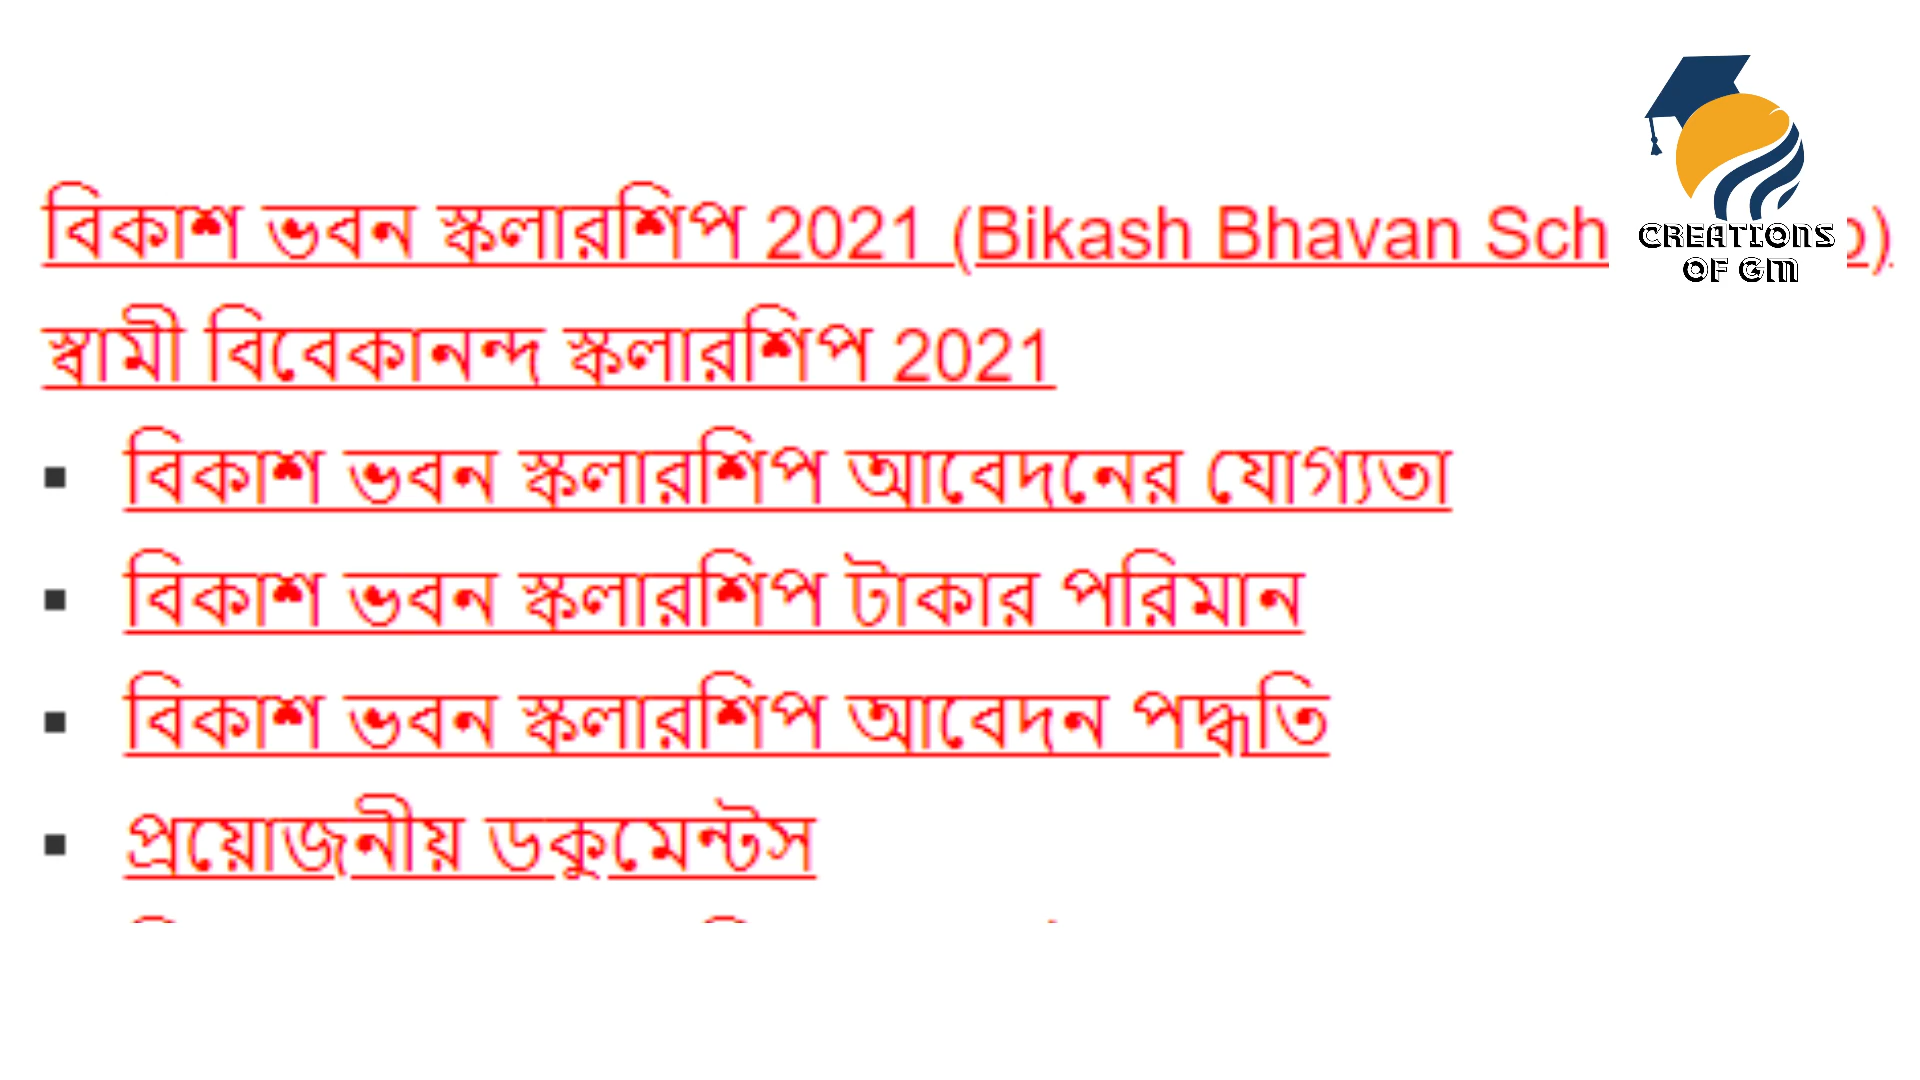 বিকাশ ভবন স্কলারশিপ 2021 (Bikash Bhavan Sch
CREATIONS
OF GM
স্বামী বিবেকানন্দ স্কলারশিপ 2021
▪ বিকাশ ভবন স্কলারশিপ আবেদনের যোগ্যতা
▪ বিকাশ ভবন স্কলারশিপ টাকার পরিমান
▪ বিকাশ ভবন স্কলারশিপ আবেদন পদ্ধতি
▪ প্রয়োজনীয় ডকুমেন্টস